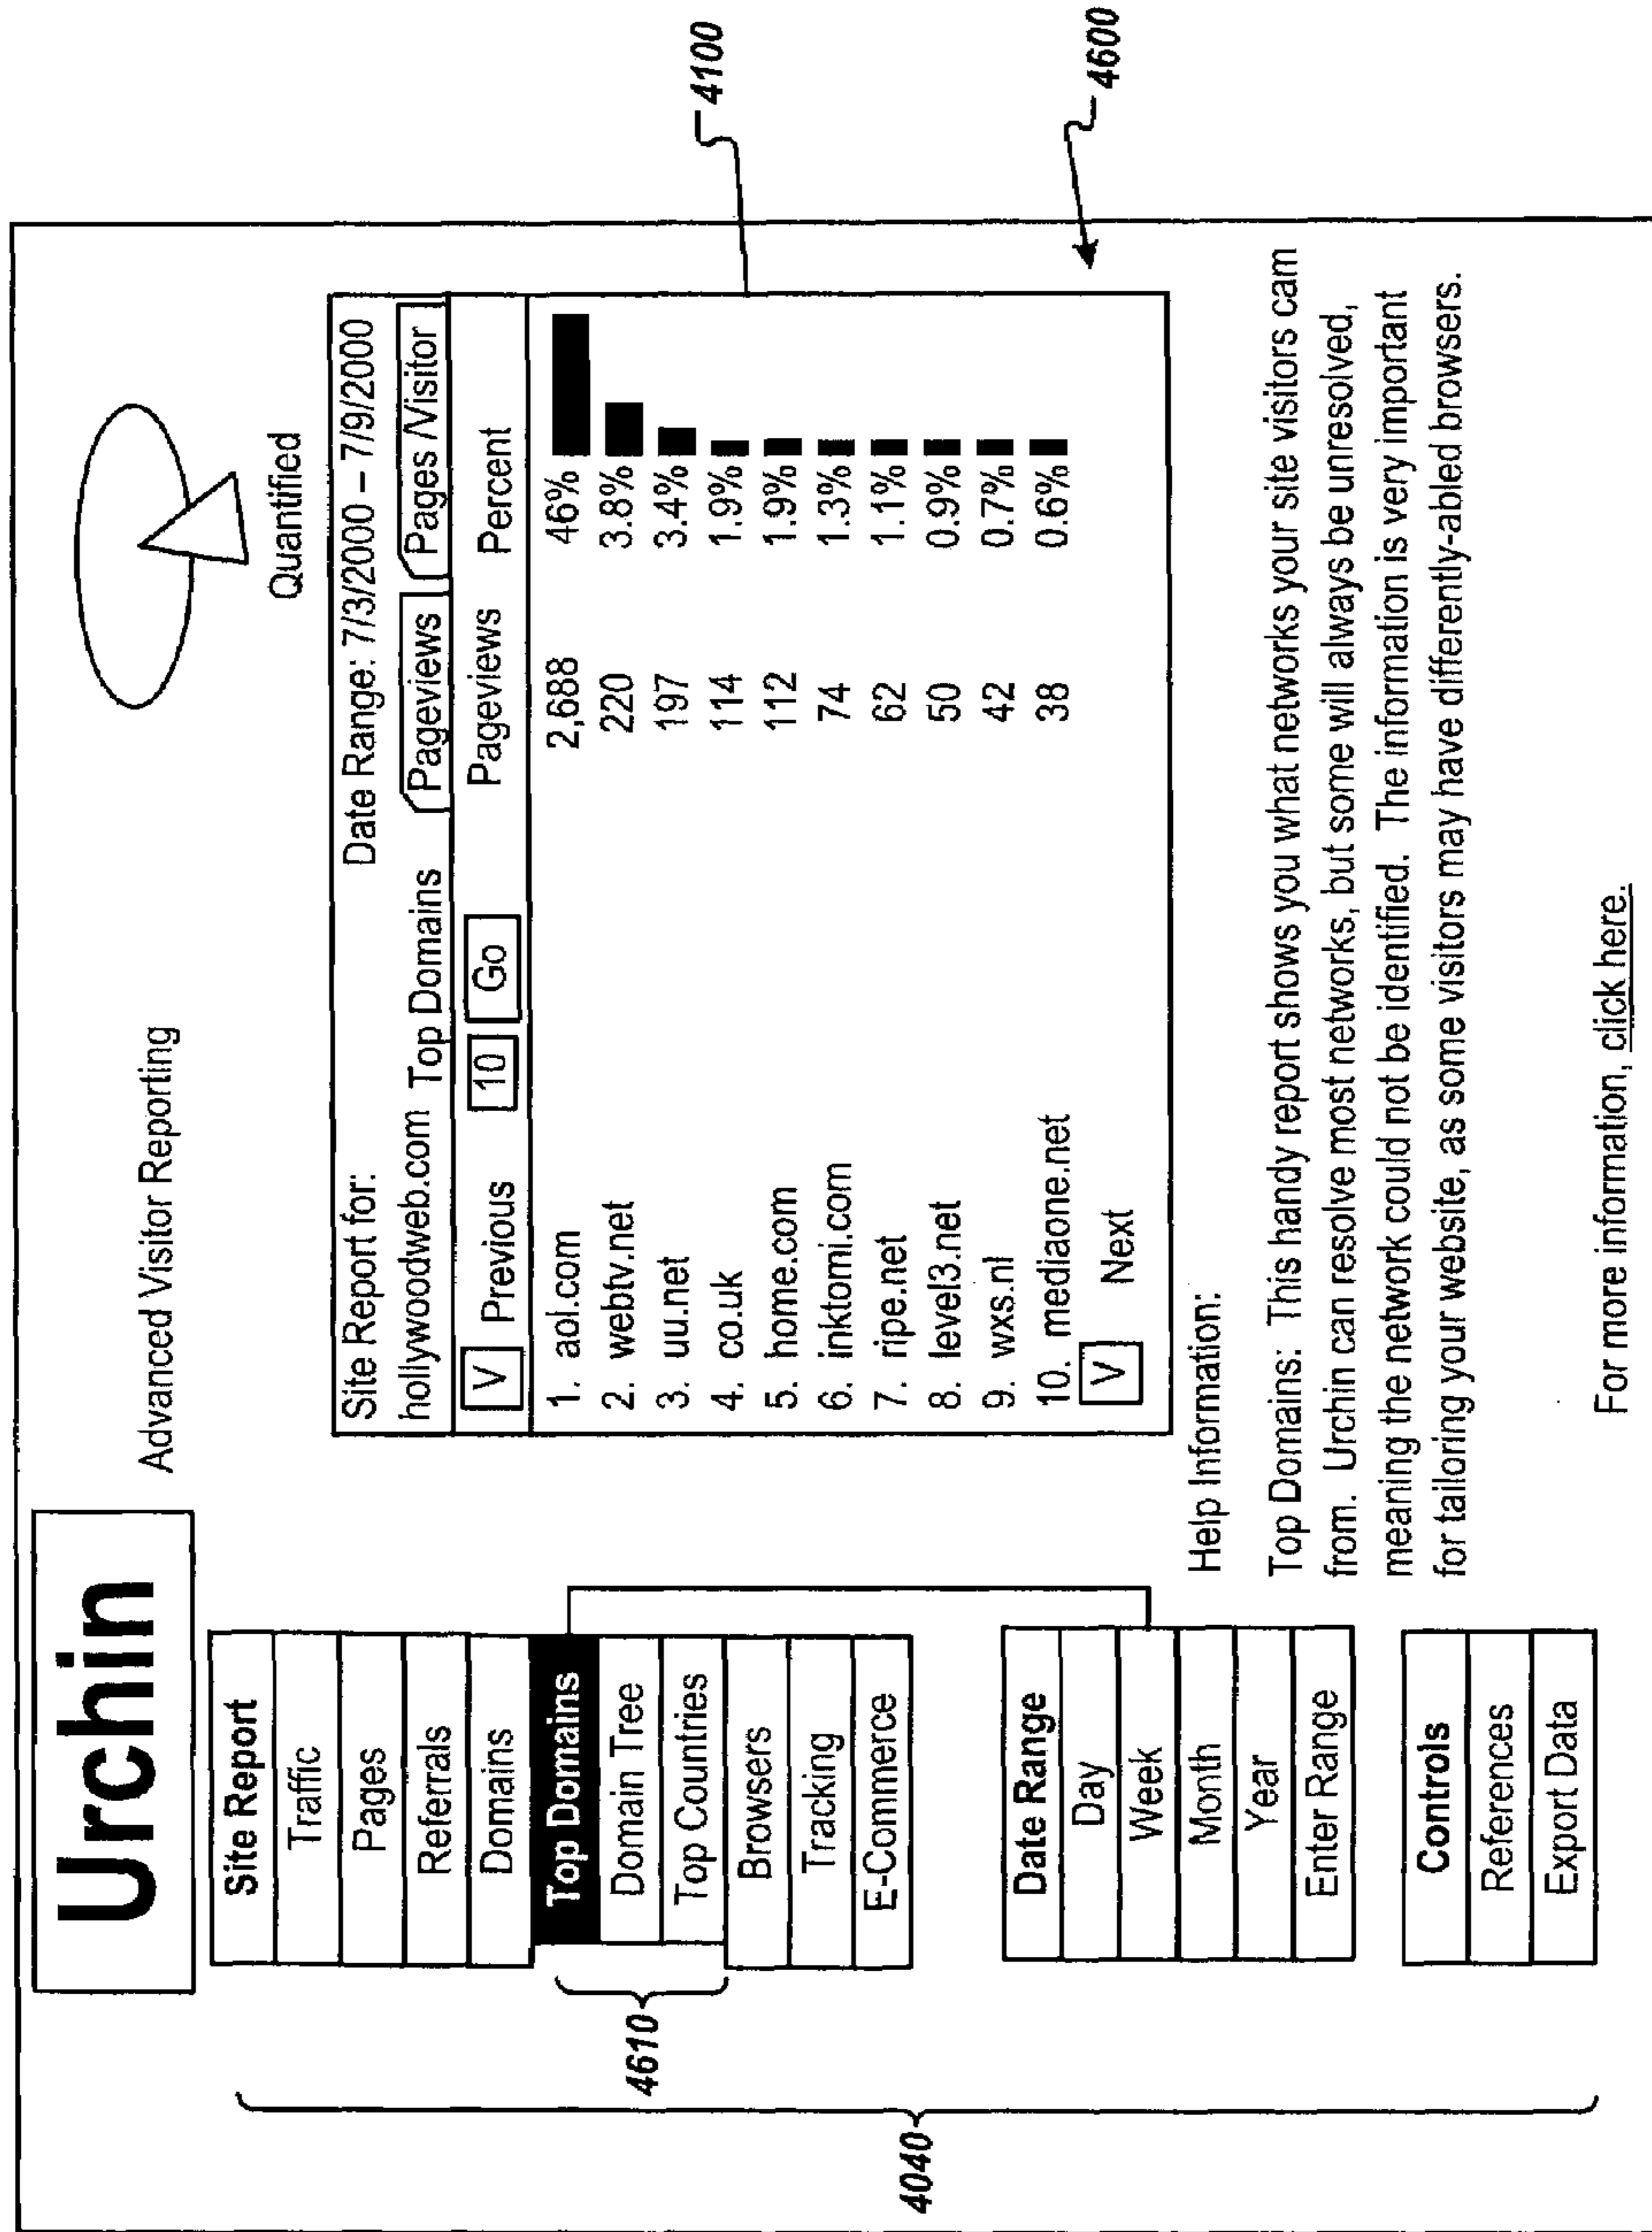 Urchin
Advanced Visitor Reporting
Quantified
Site Report
Traffic
Pages
Referrals
Domains
Top Domains
Domain Tree
Top Countries
Browsers
Tracking
E-Commerce
Date Range
Day
Week
Month
Year
Enter Range
Controls
References
Export Data
4610
4040
Site Report for: Date Range: 7/3/2000 – 7/9/2000
hollywoodweb.com Top Domains Pageviews Pages /Visitor
V Previous 10 Go Pageviews Percent
1. aol.com 2,688 46%
2. webtv.net 220 3.8%
3. uu.net 197 3.4%
4. co.uk 114 1.9%
5. home.com 112 1.9%
6. inktomi.com 74 1.3%
7. ripe.net 62 1.1%
8. level3.net 50 0.9%
9. wxs.nl 42 0.7%
10. mediaone.net 38 0.6%
V Next
4100
4600
Help Information:
Top Domains: This handy report shows you what networks your site visitors cam
from. Urchin can resolve most networks, but some will always be unresolved,
meaning the network could not be identified. The information is very important
for tailoring your website, as some visitors may have differently-abled browsers.
For more information, click here.